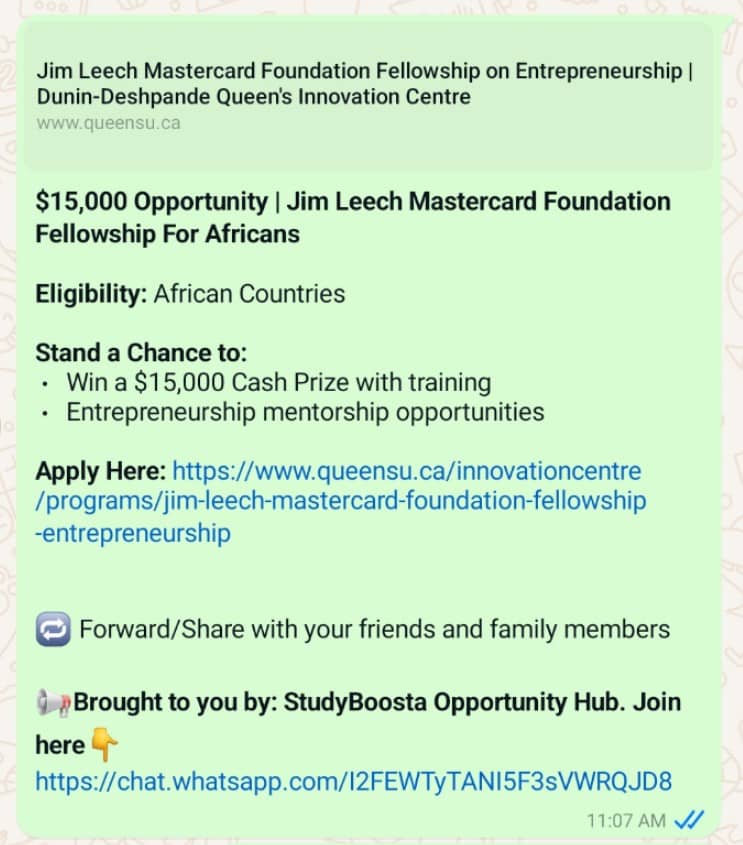 Jim Leech Mastercard Foundation Fellowship on Entrepreneurship |
Dunin-Deshpande Queen's Innovation Centre
www.queensu.ca
$15,000 Opportunity | Jim Leech Mastercard Foundation
Fellowship For Africans
Eligibility: African Countries
Stand a Chance to:
• Win a $15,000 Cash Prize with training
• Entrepreneurship mentorship opportunities
Apply Here: https://www.queensu.ca/innovationcentre
/programs/jim-leech-mastercard-foundation-fellowship
-entrepreneurship
🔁 Forward/Share with your friends and family members
📢Brought to you by: StudyBoosta Opportunity Hub. Join
here👇
https://chat.whatsapp.com/I2FEWTyTANI5F3sVWRQJD8
11:07 AM